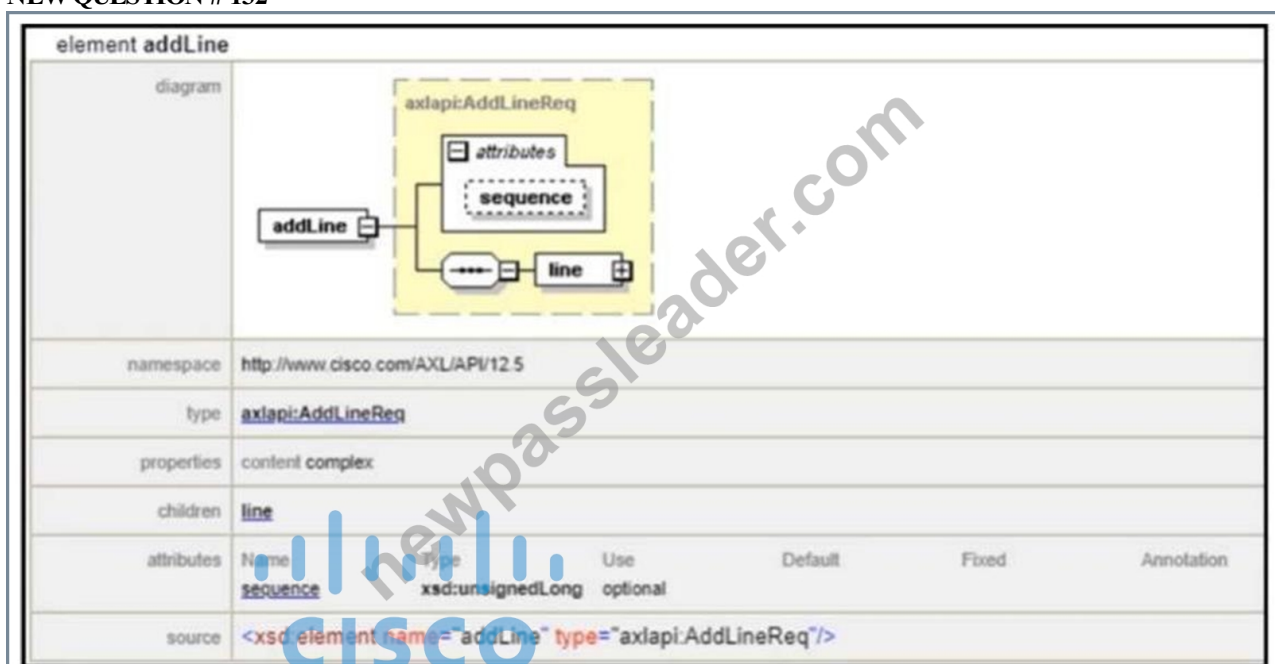 NEW QUESTION # 132
element addLine
diagram
axlapi:AddLineReq
attributes
sequence
addLine
line
namespace http://www.cisco.com/AXL/API/12.5
type axlapi:AddLineReq
properties content complex
children line
attributes Name Type Use Default Fixed Annotation
sequence xsd:unsignedLong optional
source <xsd:element name="addLine" type="axlapi:AddLineReq"/>
newpassleader.com
CISCO